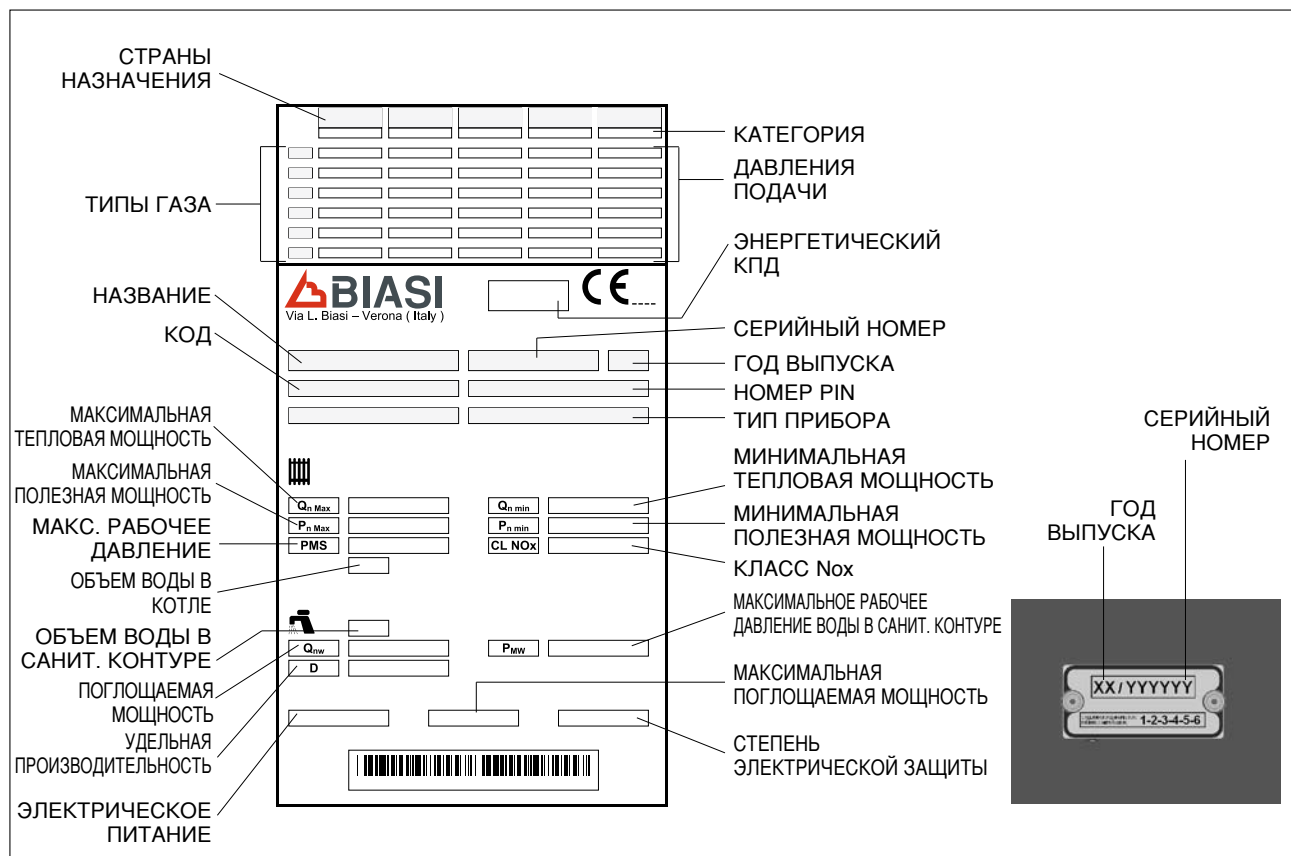 СТРАНЫ
НАЗНАЧЕНИЯ
КАТЕГОРИЯ
ДАВЛЕНИЯ
ПОДАЧИ
ТИПЫ ГАЗА
ЭНЕРГЕТИЧЕСКИЙ
КПД
НАЗВАНИЕ
BIASI
CE
Via L. Biasi – Verona ( Italy )
КОД
СЕРИЙНЫЙ НОМЕР
ГОД ВЫПУСКА
НОМЕР PIN
ТИП ПРИБОРА
МАКСИМАЛЬНАЯ
ТЕПЛОВАЯ МОЩНОСТЬ
МАКСИМАЛЬНАЯ
ПОЛЕЗНАЯ МОЩНОСТЬ
МАКС. РАБОЧЕЕ
ДАВЛЕНИЕ
ОБЪЕМ ВОДЫ В
КОТЛЕ
ОБЪЕМ ВОДЫ В
САНИТ. КОНТУРЕ
ПОГЛОЩАЕМАЯ
МОЩНОСТЬ
УДЕЛЬНАЯ
ПРОИЗВОДИТЕЛЬНОСТЬ
ЭЛЕКТРИЧЕСКОЕ
ПИТАНИЕ
Qn Max
Qn min
Pn Max
Pn min
PMS
CL NOx
Qnw
PMW
D
МИНИМАЛЬНАЯ
ТЕПЛОВАЯ МОЩНОСТЬ
МИНИМАЛЬНАЯ
ПОЛЕЗНАЯ МОЩНОСТЬ
КЛАСС Nox
МАКСИМАЛЬНОЕ РАБОЧЕЕ
ДАВЛЕНИЕ ВОДЫ В САНИТ. КОНТУРЕ
МАКСИМАЛЬНАЯ
ПОГЛОЩАЕМАЯ МОЩНОСТЬ
СТЕПЕНЬ
ЭЛЕКТРИЧЕСКОЙ ЗАЩИТЫ
СЕРИЙНЫЙ
НОМЕР
ГОД
ВЫПУСКА
XX/YYYYYY
1-2-3-4-5-6